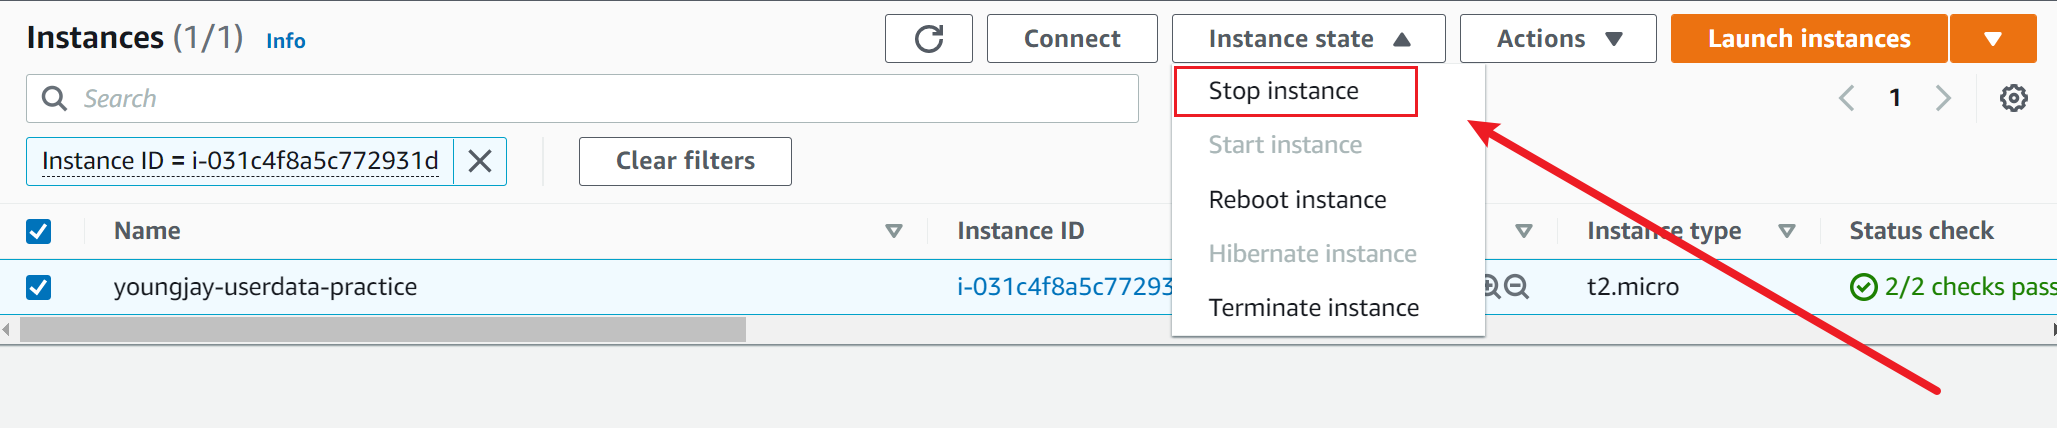 Instances (1/1) Info
Connect
Instance state
Actions
Launch instances
Search
1
Stop instance
Start instance
Reboot instance
Hibernate instance
Terminate instance
Instance ID = i-031c4f8a5c772931d
Clear filters
Name
Instance ID
Instance type
Status check
youngjay-userdata-practice
i-031c4f8a5c77293
t2.micro
2/2 checks pass